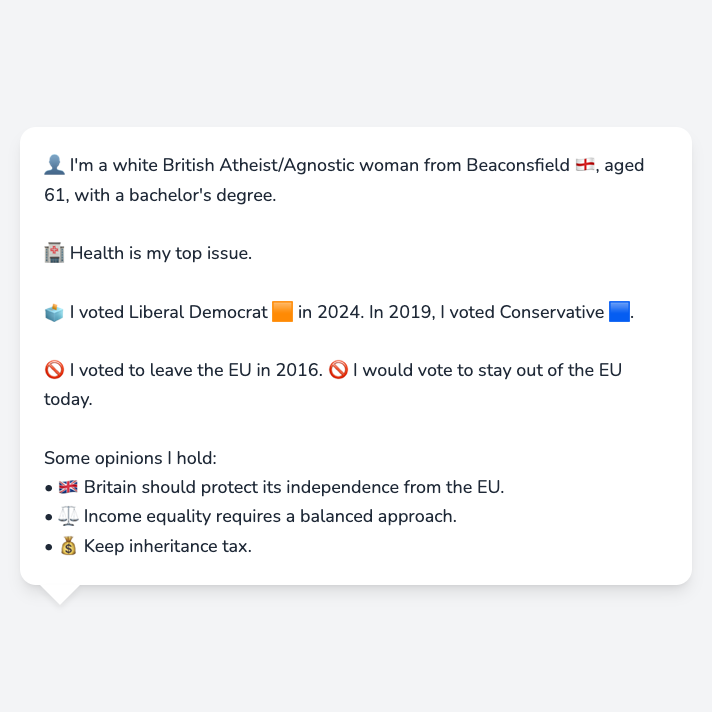 👤 I'm a white British Atheist/Agnostic woman from Beaconsfield 🏴󠁧󠁢󠁥󠁮󠁧󠁿, aged
61, with a bachelor's degree.
🏥 Health is my top issue.
🗳️ I voted Liberal Democrat 🟧 in 2024. In 2019, I voted Conservative 🟦.
🚫 I voted to leave the EU in 2016. 🚫 I would vote to stay out of the EU
today.
Some opinions I hold:
• 🇬🇧 Britain should protect its independence from the EU.
• ⚖️ Income equality requires a balanced approach.
• 💰 Keep inheritance tax.